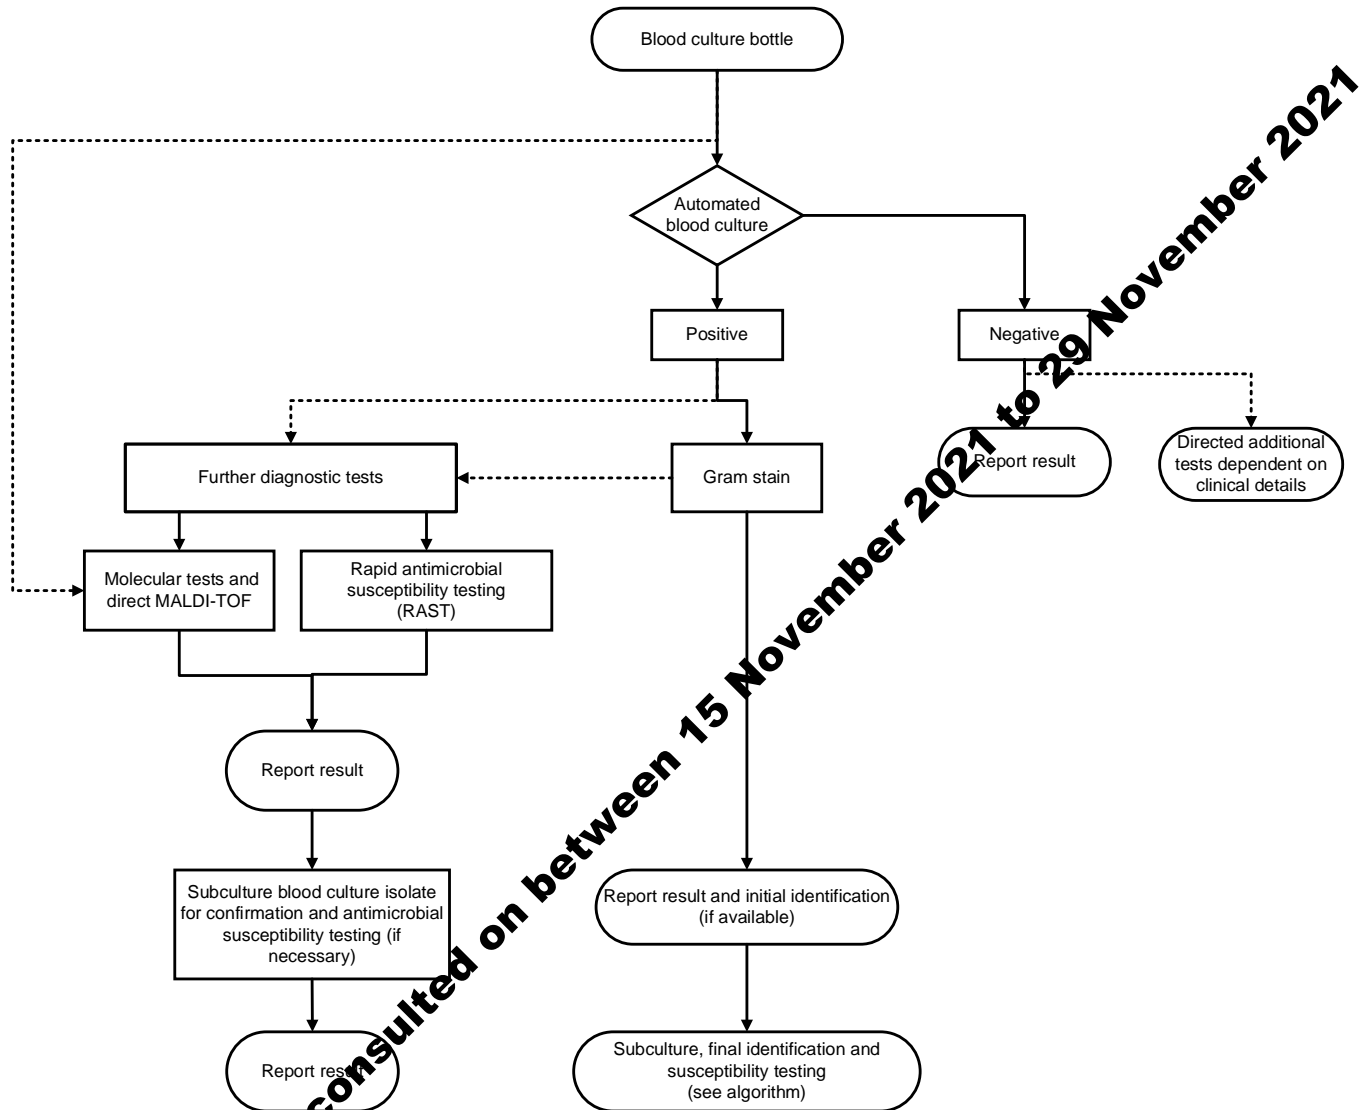 Blood culture bottle
Automated
blood culture
Positive
Negative
Further diagnostic tests
Gram stain
Report result
Directed additional
tests dependent on
clinical details
Molecular tests and
direct MALDI-TOF
Rapid antimicrobial
susceptibility testing
(RAST)
Report result
Subculture blood culture isolate
for confirmation and antimicrobial
susceptibility testing (if
necessary)
Report result and initial identification
(if available)
Report result
Subculture, final identification and
susceptibility testing
(see algorithm)
consulted on between 15 November 2021 to 29 November 2021